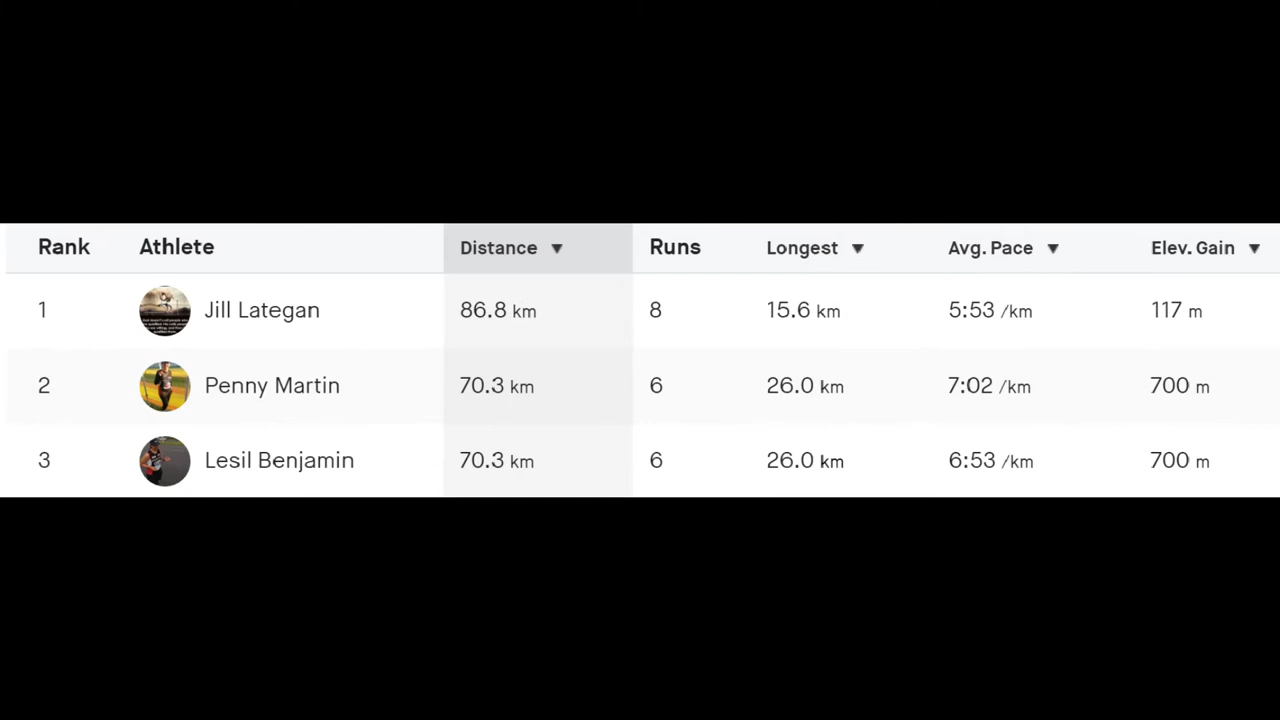 Rank Athlete Distance ▼ Runs Longest ▼ Avg. Pace ▼ Elev. Gain ▼
1 Jill Lategan 86.8 km 8 15.6 km 5:53 /km 117 m
2 Penny Martin 70.3 km 6 26.0 km 7:02 /km 700 m
3 Lesil Benjamin 70.3 km 6 26.0 km 6:53 /km 700 m